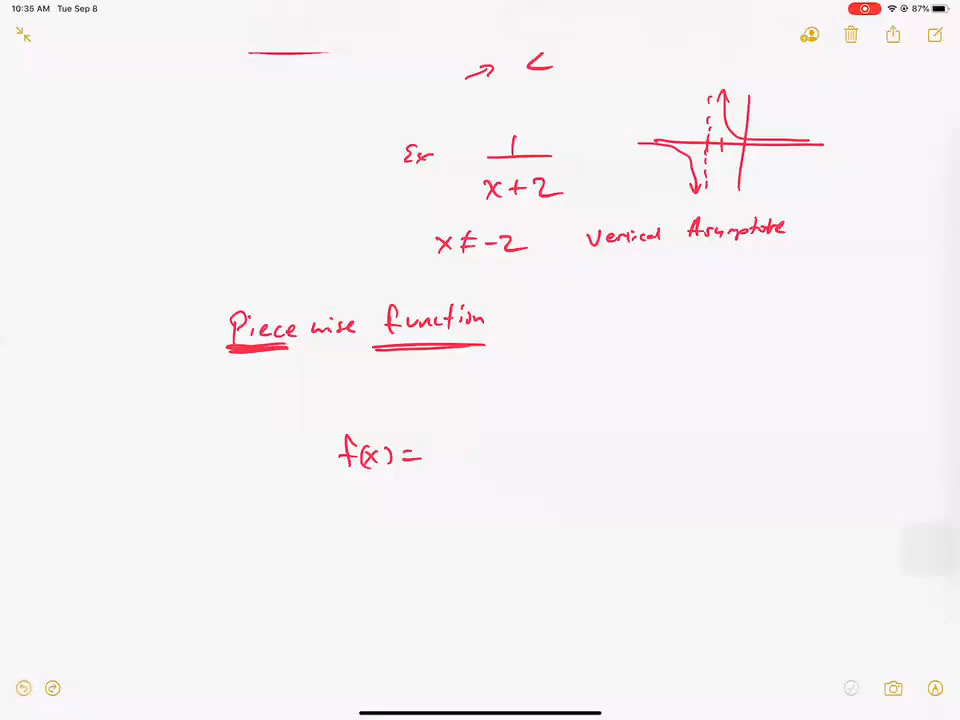 10:35 AM Tue Sep 8
87%
→ <
Ex 1/(x+2)
x ≠ -2 Vertical Asymptote
Piece wise function
f(x) =